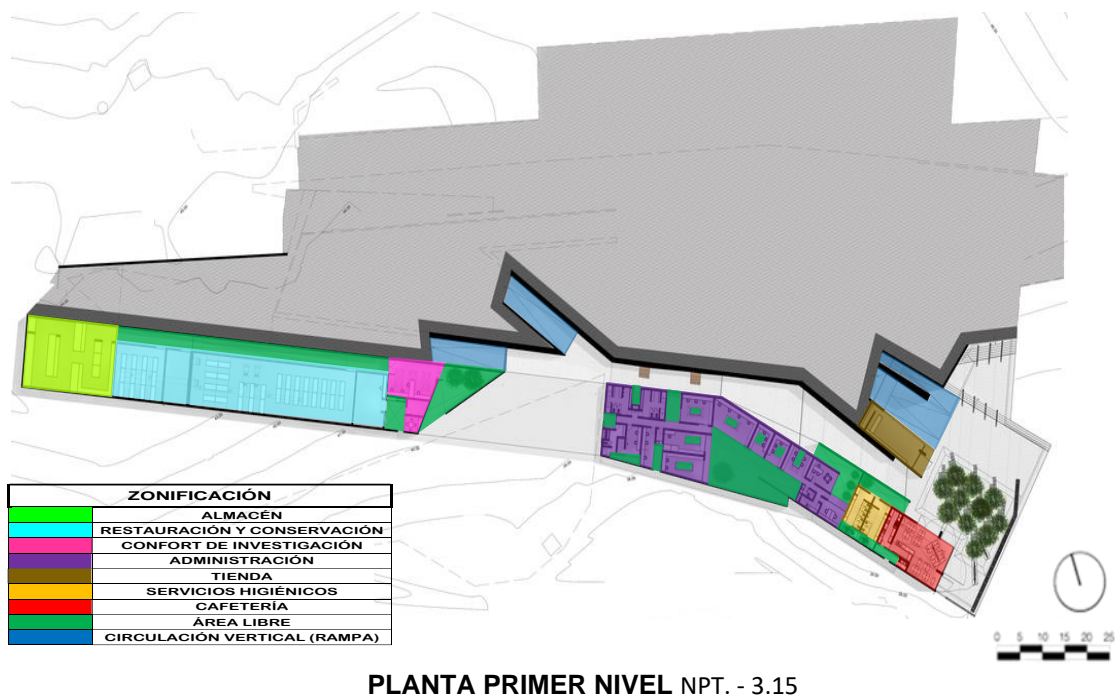 ZONIFICACIÓN
ALMACÉN
RESTAURACIÓN Y CONSERVACIÓN
CONFORT DE INVESTIGACIÓN
ADMINISTRACIÓN
TIENDA
SERVICIOS HIGIÉNICOS
CAFETERÍA
ÁREA LIBRE
CIRCULACIÓN VERTICAL (RAMPA)
0 5 10 15 20 25
PLANTA PRIMER NIVEL NPT. - 3.15